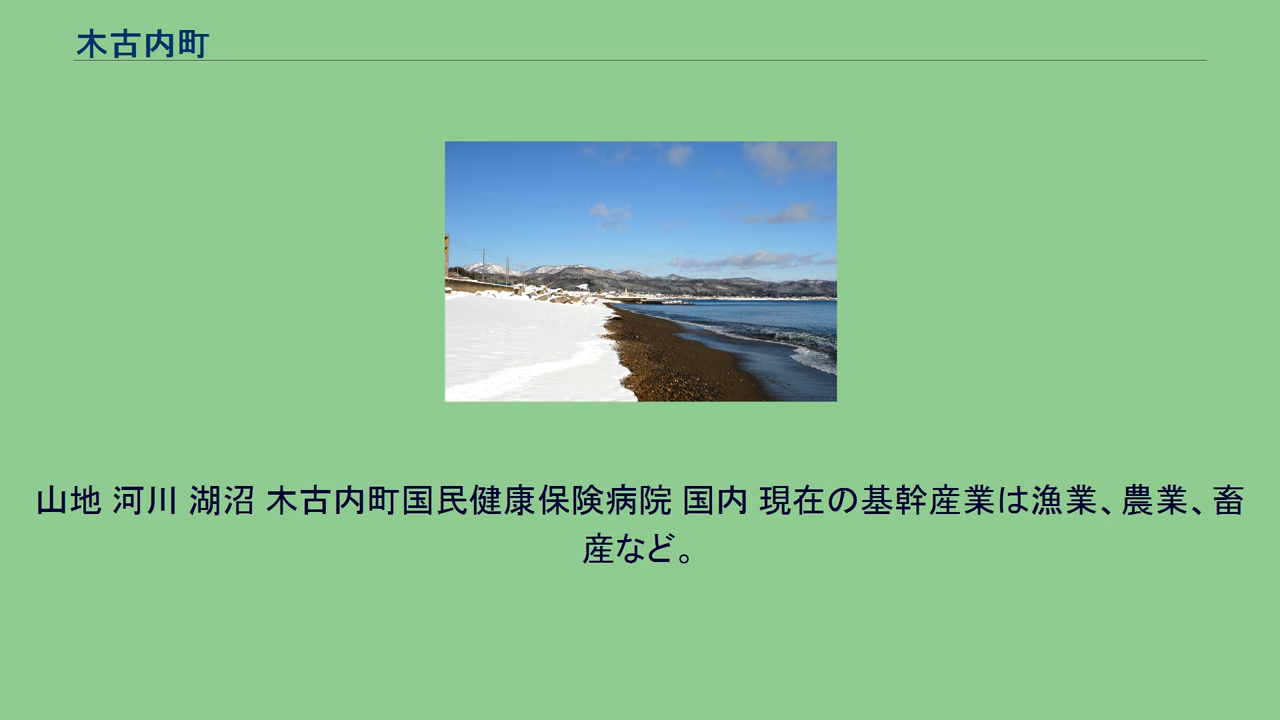 木古内町
山地 河川 湖沼 木古内町国民健康保険病院 国内 現在の基幹産業は漁業、農業、畜
産など。